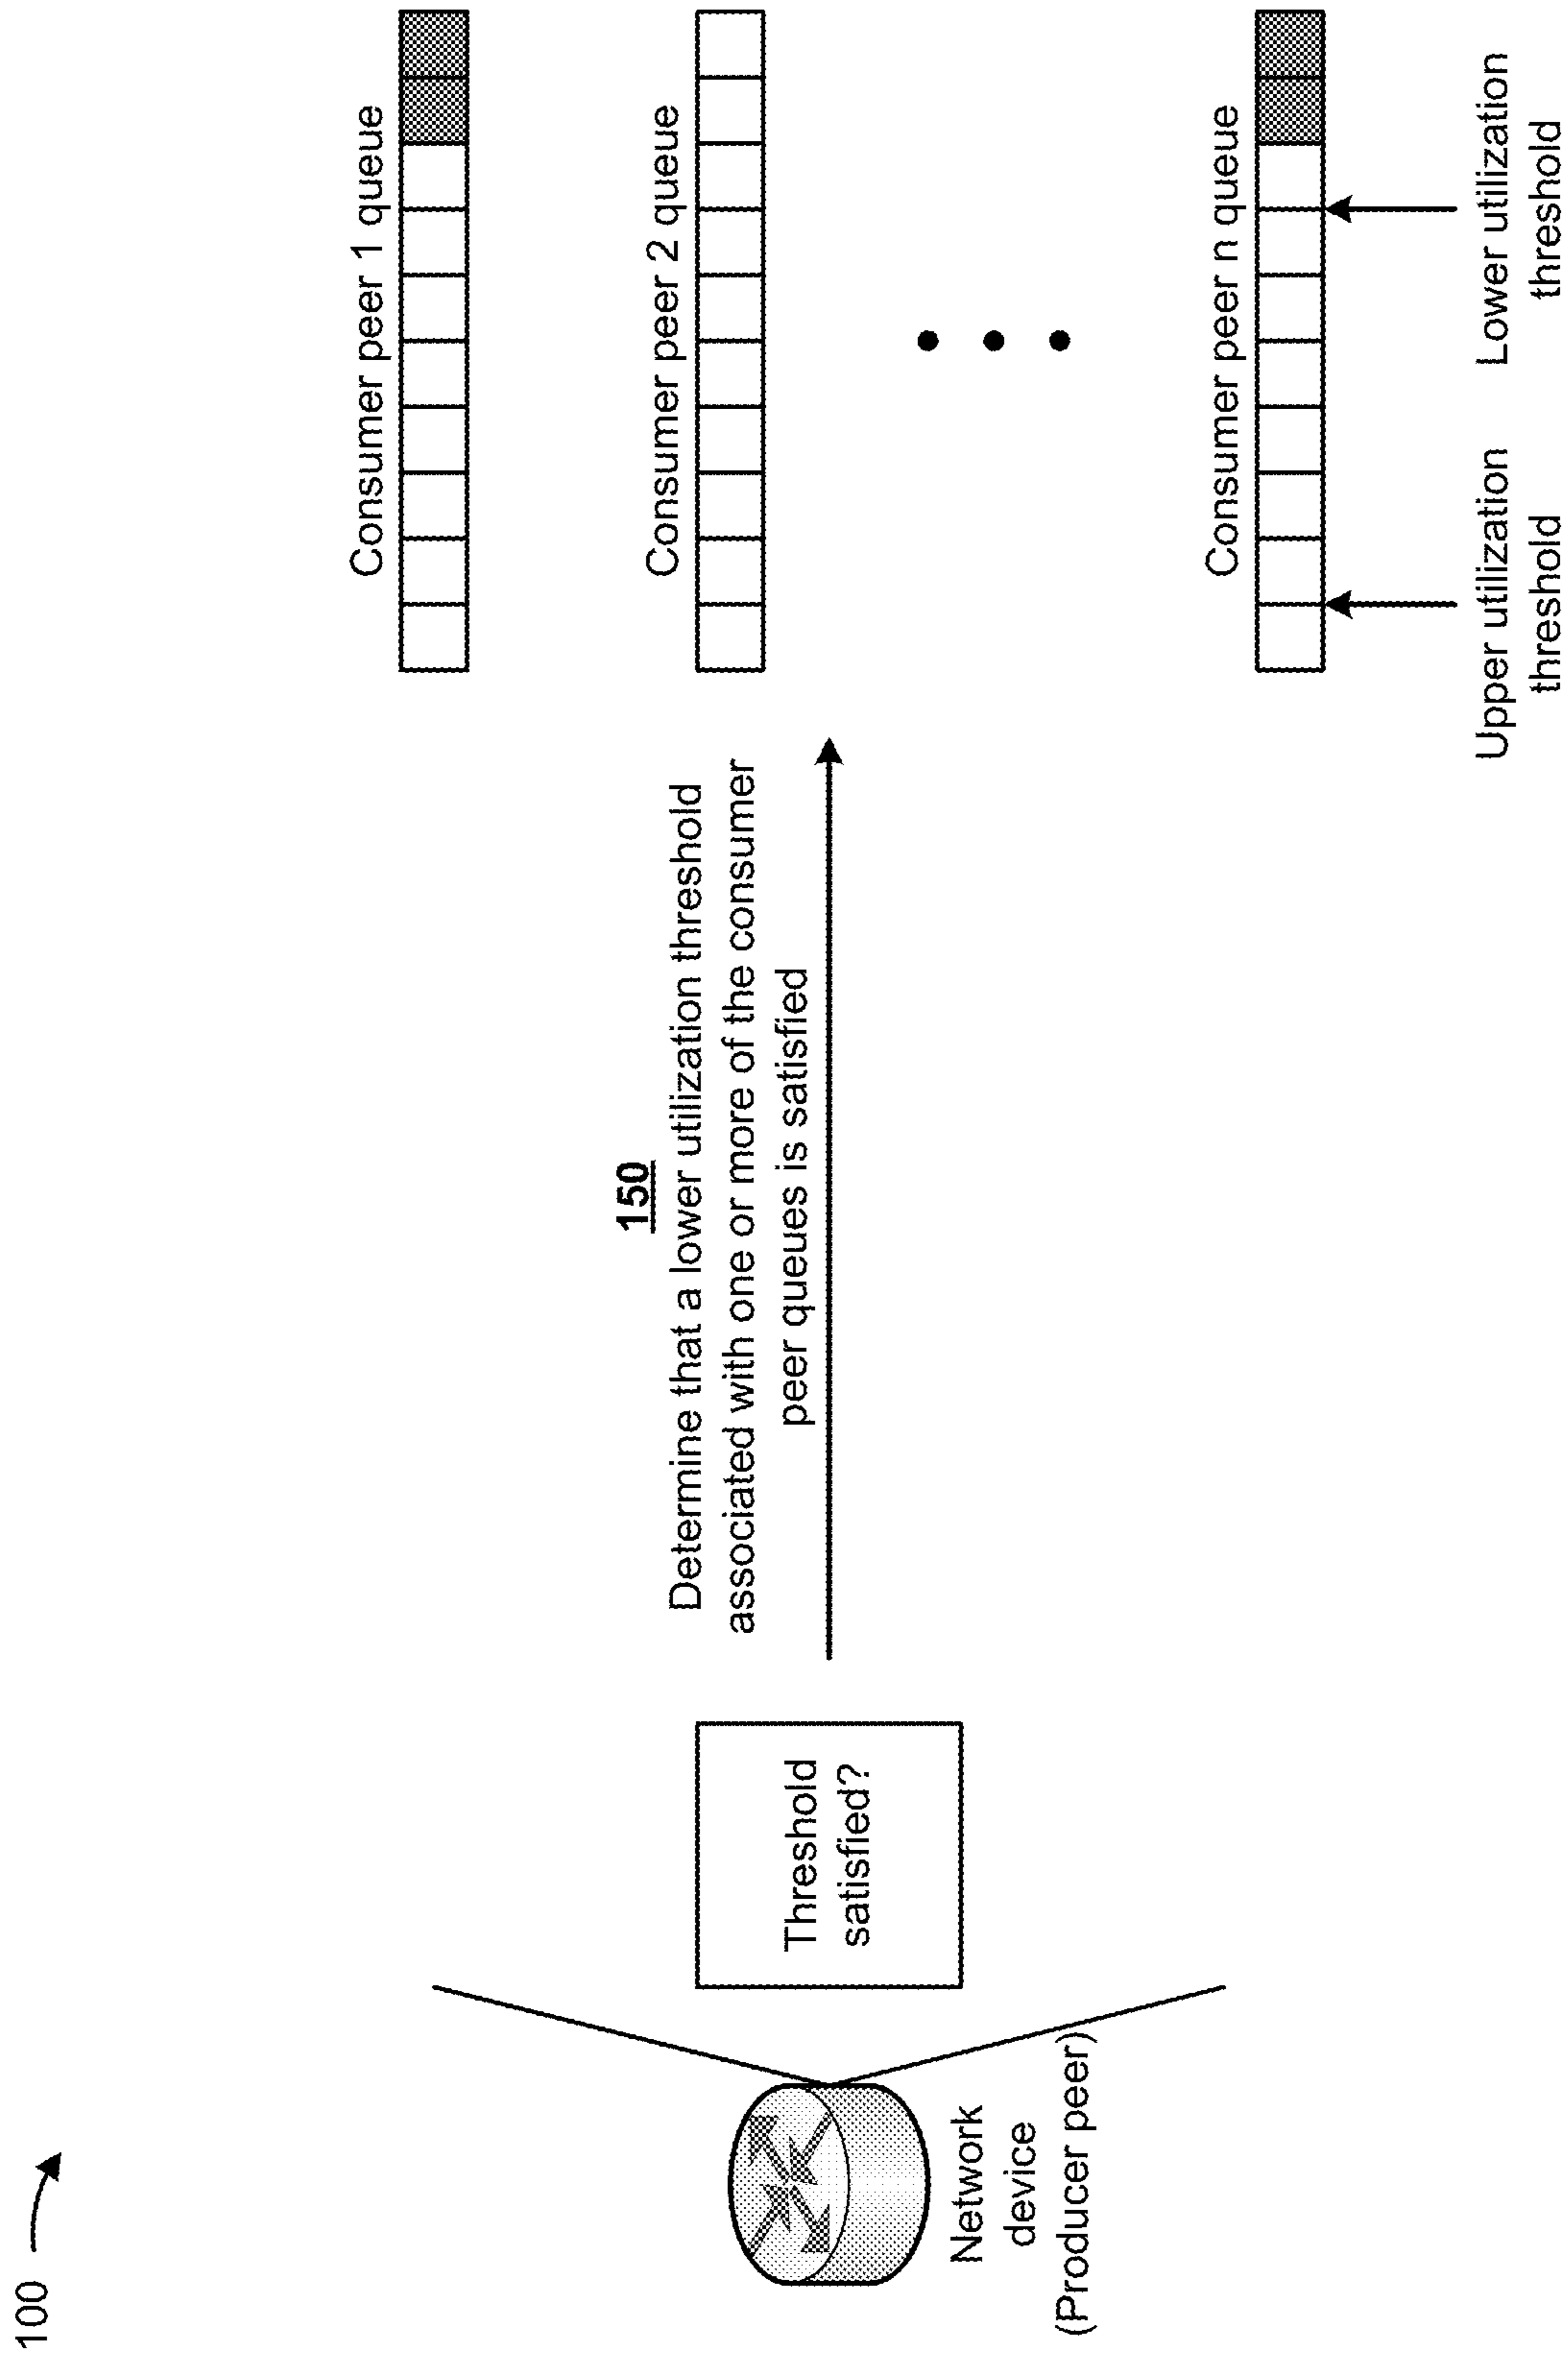 100
Network
device
(Producer peer)
Threshold
satisfied?
150
Determine that a lower utilization threshold
associated with one or more of the consumer
peer queues is satisfied
Consumer peer 1 queue
Consumer peer 2 queue
Consumer peer n queue
Upper utilization
threshold
Lower utilization
threshold